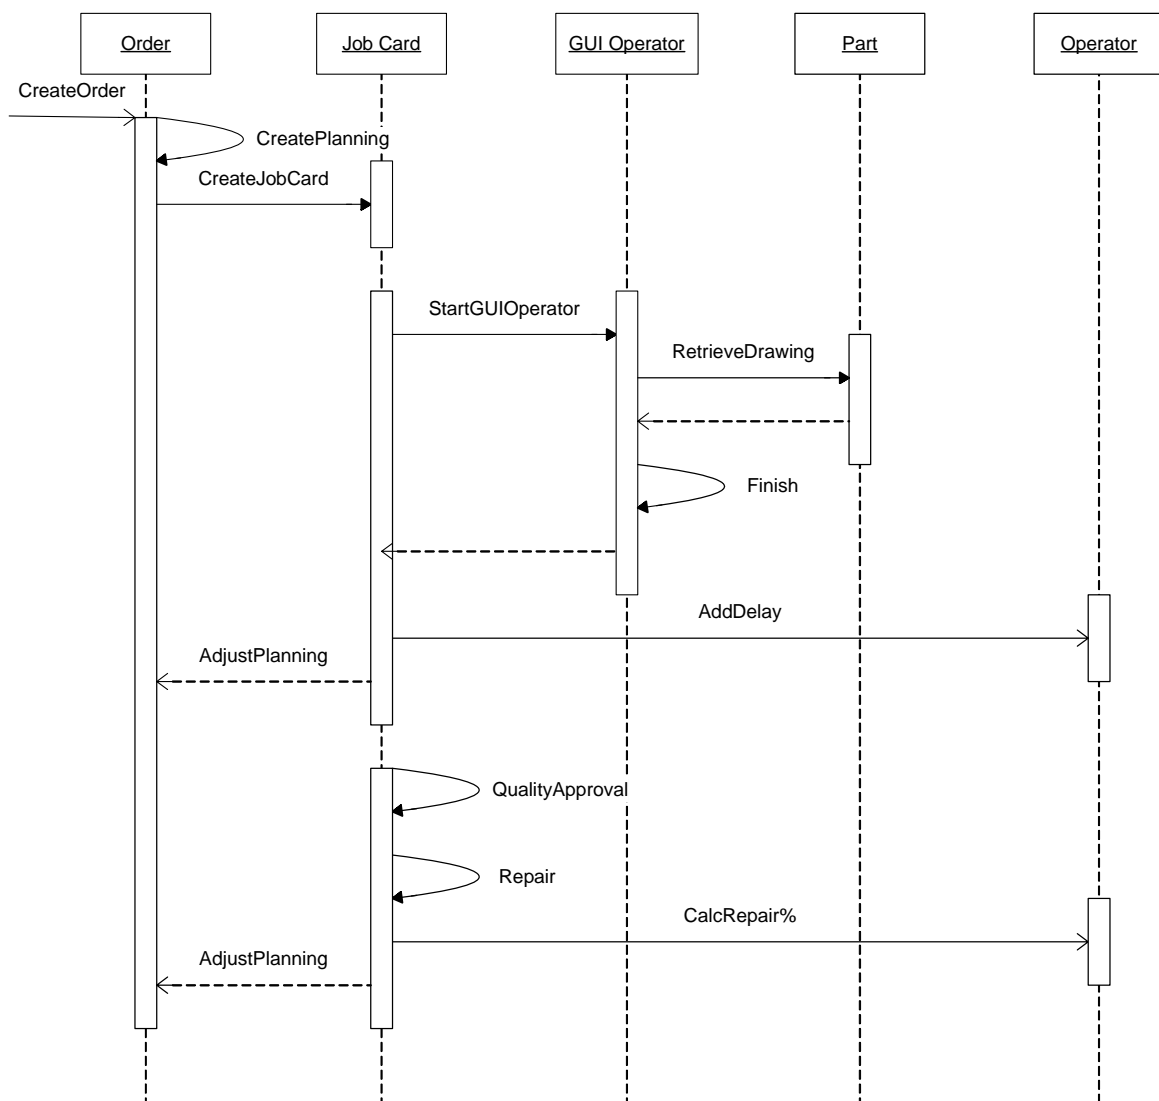 Order
Job Card
GUI Operator
Part
Operator
CreateOrder
CreatePlanning
CreateJobCard
StartGUIOperator
RetrieveDrawing
Finish
AddDelay
AdjustPlanning
QualityApproval
Repair
CalcRepair%
AdjustPlanning